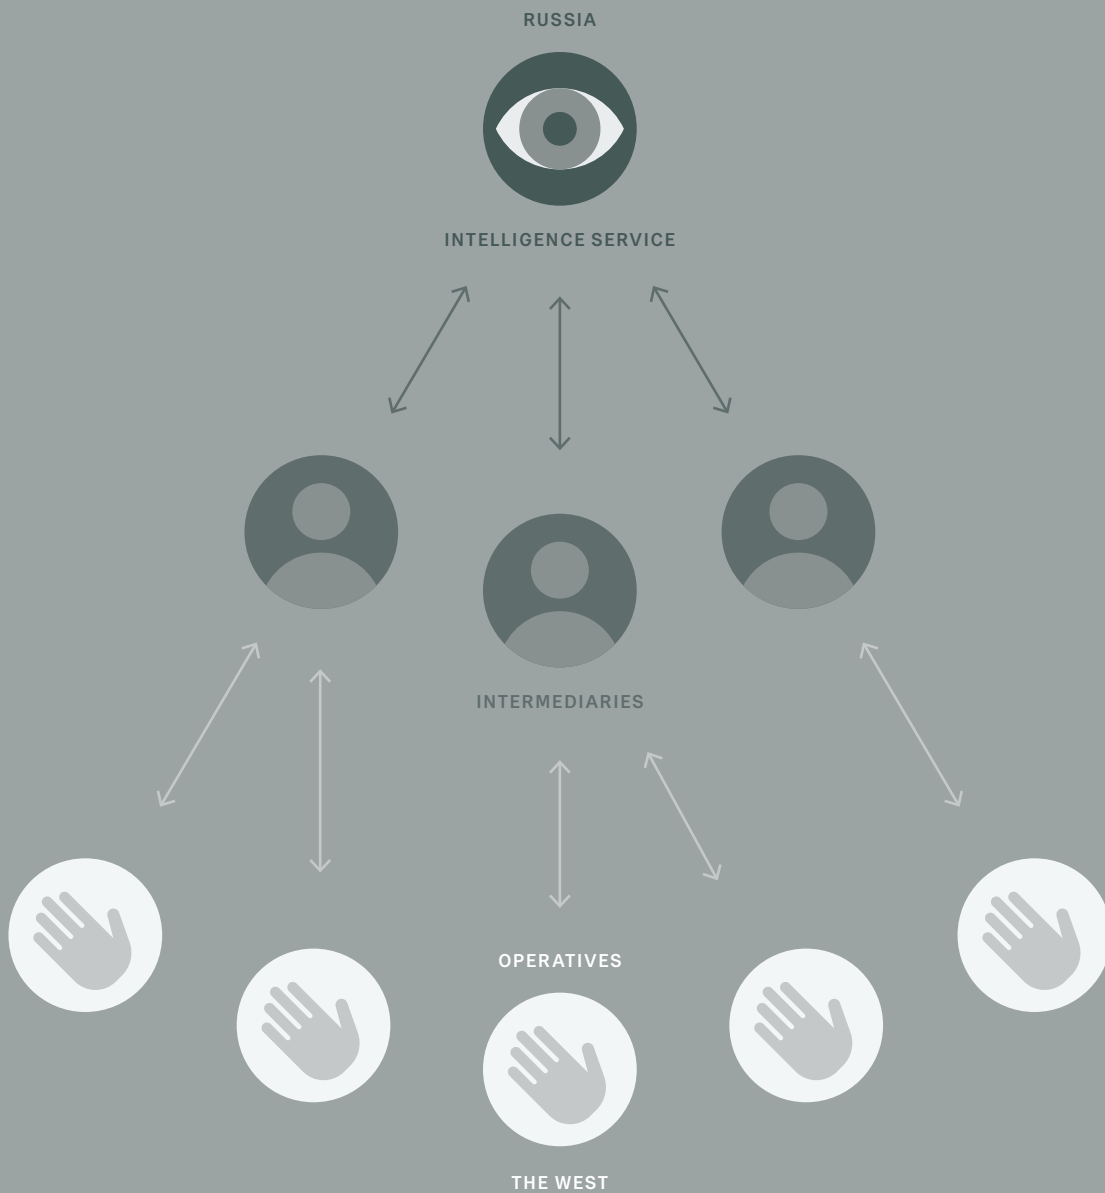 RUSSIA
INTELLIGENCE SERVICE
INTERMEDIARIES
OPERATIVES
THE WEST